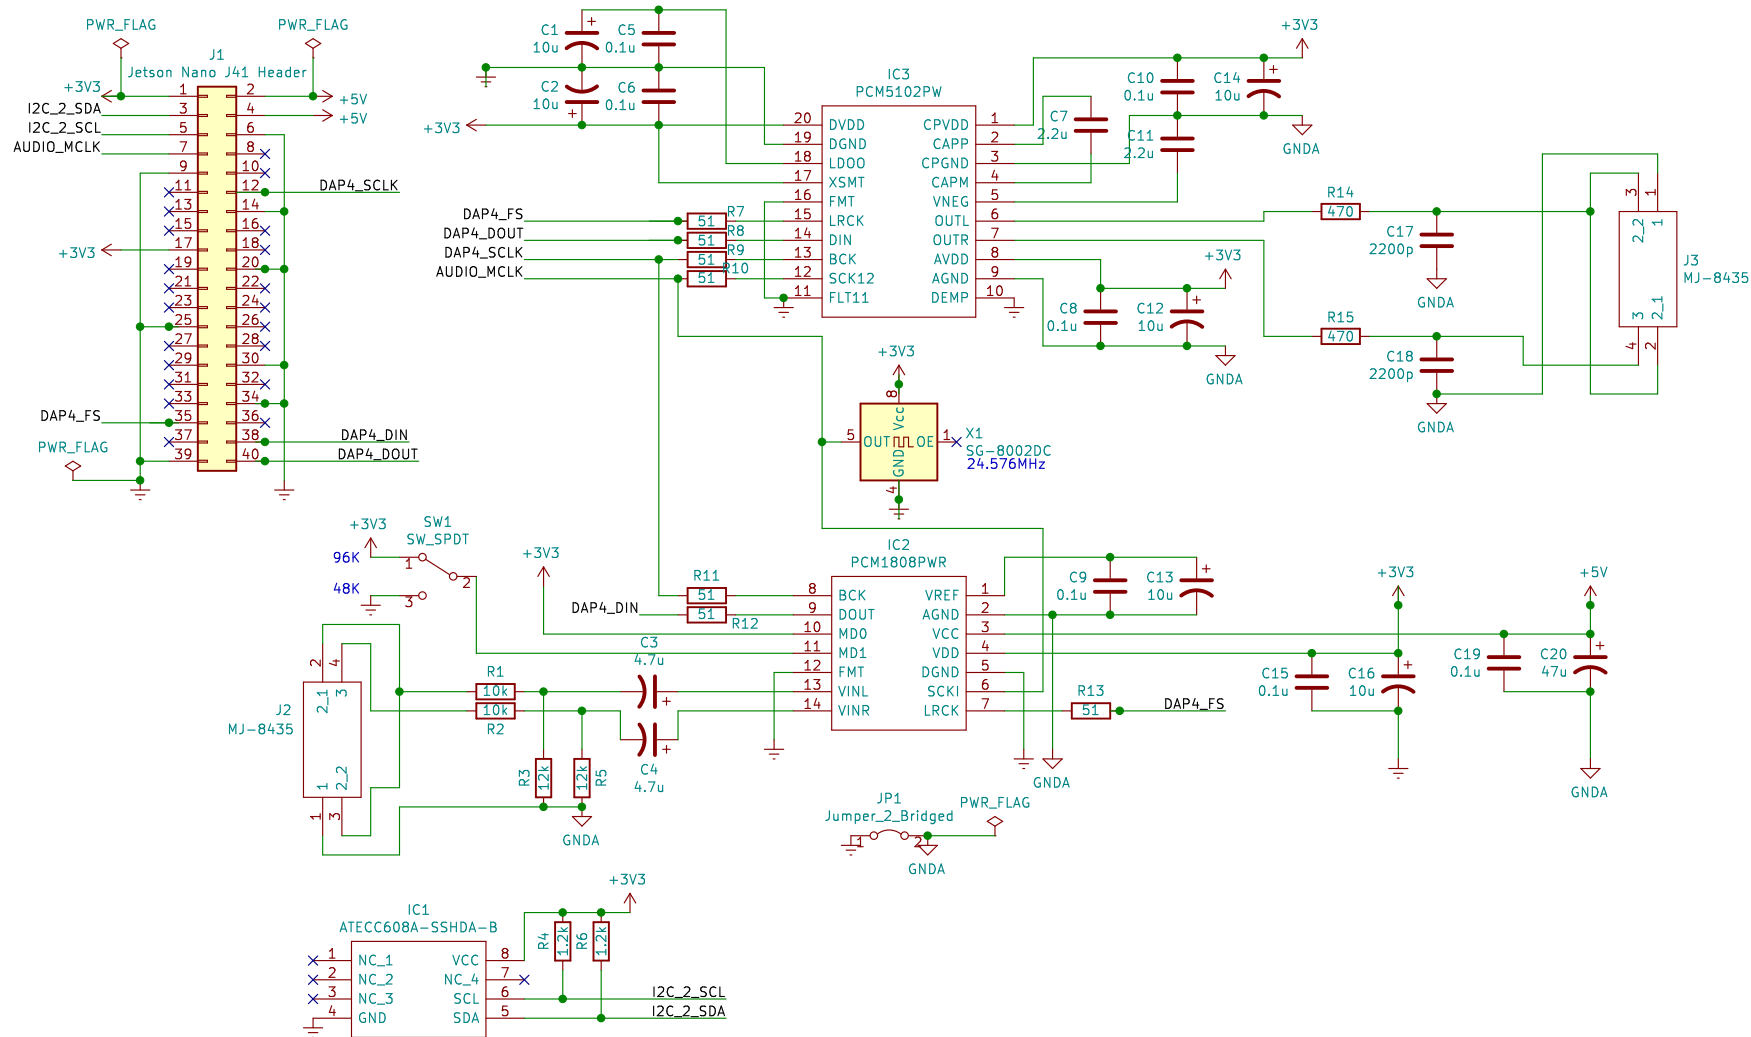 PWR_FLAG
PWR_FLAG
J1
Jetson Nano J41 Header
+3V3
+5V
+5V
I2C_2_SDA
I2C_2_SCL
AUDIO_MCLK
DAP4_SCLK
+3V3
DAP4_FS
DAP4_DIN
DAP4_DOUT
PWR_FLAG
1 2
3 4
5 6
7 8
9 10
11 12
13 14
15 16
17 18
19 20
21 22
23 24
25 26
27 28
29 30
31 32
33 34
35 36
37 38
39 40
C1
10u
+
C5
0.1u
C2
10u
+
C6
0.1u
+3V3
IC3
PCM5102PW
20 DVDD CPVDD 1
19 DGND CAPP 2
18 LDOO CPGND 3
17 XSMT CAPM 4
16 FMT VNEG 5
15 LRCK OUTL 6
14 DIN OUTR 7
13 BCK AVDD 8
12 SCK12 AGND 9
11 FLT11 DEMP 10
DAP4_FS 51 R7
DAP4_DOUT 51 R8
DAP4_SCLK 51 R9
AUDIO_MCLK 51 R10
C7
2.2u
C10
0.1u
C14
10u
+
+3V3
C11
2.2u
GNDA
+3V3
C8
0.1u
C12
10u
+
GNDA
R14
470
C17
2200p
GNDA
R15
470
C18
2200p
GNDA
3 1
2_2 1
J3
MJ-8435
3 2_1
4 2
+3V3
8
Vcc
5 OUT OE 1
GND
4
X1
SG-8002DC
24.576MHz
+3V3
SW1
SW_SPDT
96K
1
2
48K
3
+3V3
IC2
PCM1808PWR
8 BCK VREF 1
9 DOUT AGND 2
10 MD0 VCC 3
11 MD1 VDD 4
12 FMT DGND 5
13 VINL SCKI 6
14 VINR LRCK 7
R11
51
DAP4_DIN 51
R12
C3
4.7u
+
C4
4.7u
+
C9
0.1u
C13
10u
+
R13
51
DAP4_FS
GNDA
+3V3
C15
0.1u
C16
10u
+
+5V
C19
0.1u
C20
47u
+
GNDA
2 4
2_1 3
J2
MJ-8435
1 2_2
1 3
R1
10k
10k
R2
R3
12k
12k
R5
GNDA
JP1
Jumper_2_Bridged
1 2
PWR_FLAG
GNDA
+3V3
IC1
ATECC608A-SSHDA-B
R4
1.2k
R6
1.2k
1 NC_1 VCC 8
2 NC_2 NC_4 7
3 NC_3 SCL 6
4 GND SDA 5
I2C_2_SCL
I2C_2_SDA